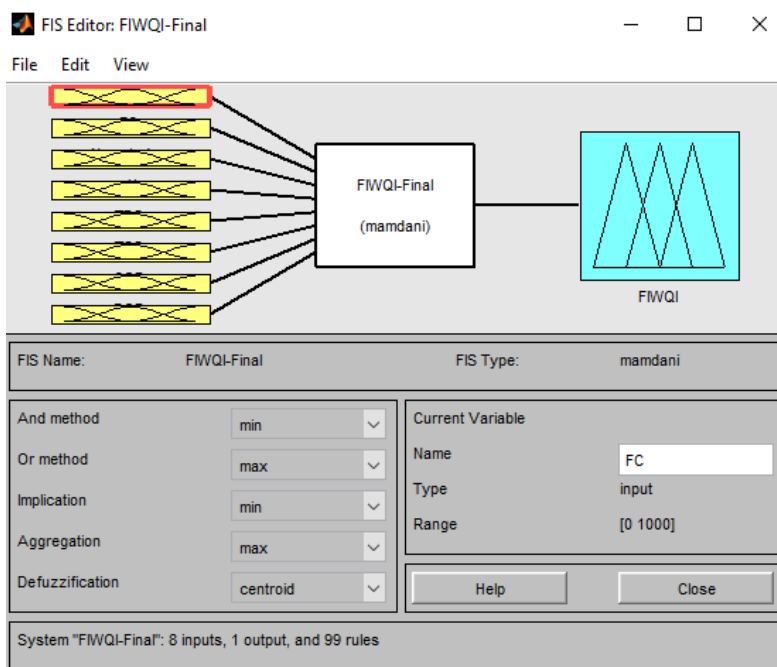 FIS Editor: FIWQI-Final
File Edit View
FIWQI-Final
(mamdani)
FIWQI
FIS Name: FIWQI-Final FIS Type: mamdani
And method min
Or method max
Implication min
Aggregation max
Defuzzification centroid
Current Variable
Name FC
Type input
Range [0 1000]
Help Close
System "FIWQI-Final": 8 inputs, 1 output, and 99 rules